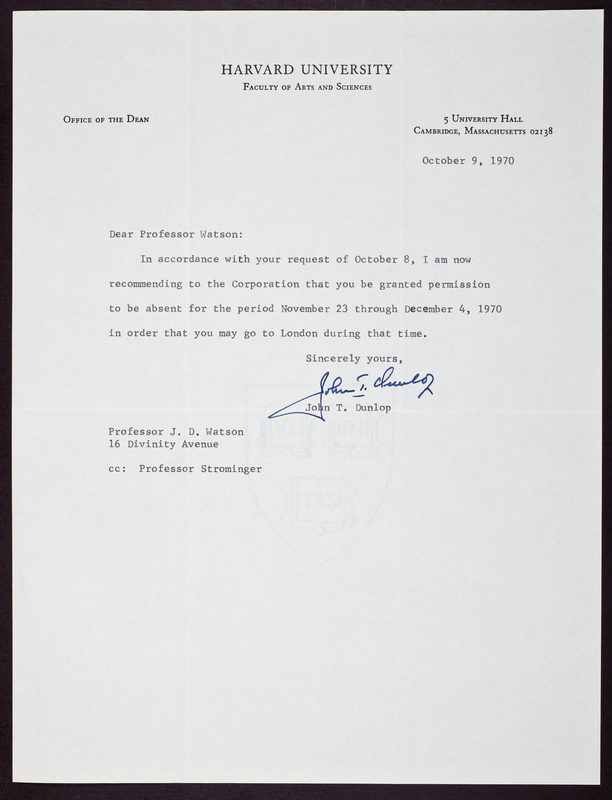 HARVARD UNIVERSITY
FACULTY OF ARTS AND SCIENCES
OFFICE OF THE DEAN
5 UNIVERSITY HALL
CAMBRIDGE, MASSACHUSETTS 02138
October 9, 1970
Dear Professor Watson:
In accordance with your request of October 8, I am now
recommending to the Corporation that you be granted permission
to be absent for the period November 23 through December 4, 1970
in order that you may go to London during that time.
Sincerely yours,
John T. Dunlop
John T. Dunlop
Professor J. D. Watson
16 Divinity Avenue
cc: Professor Strominger